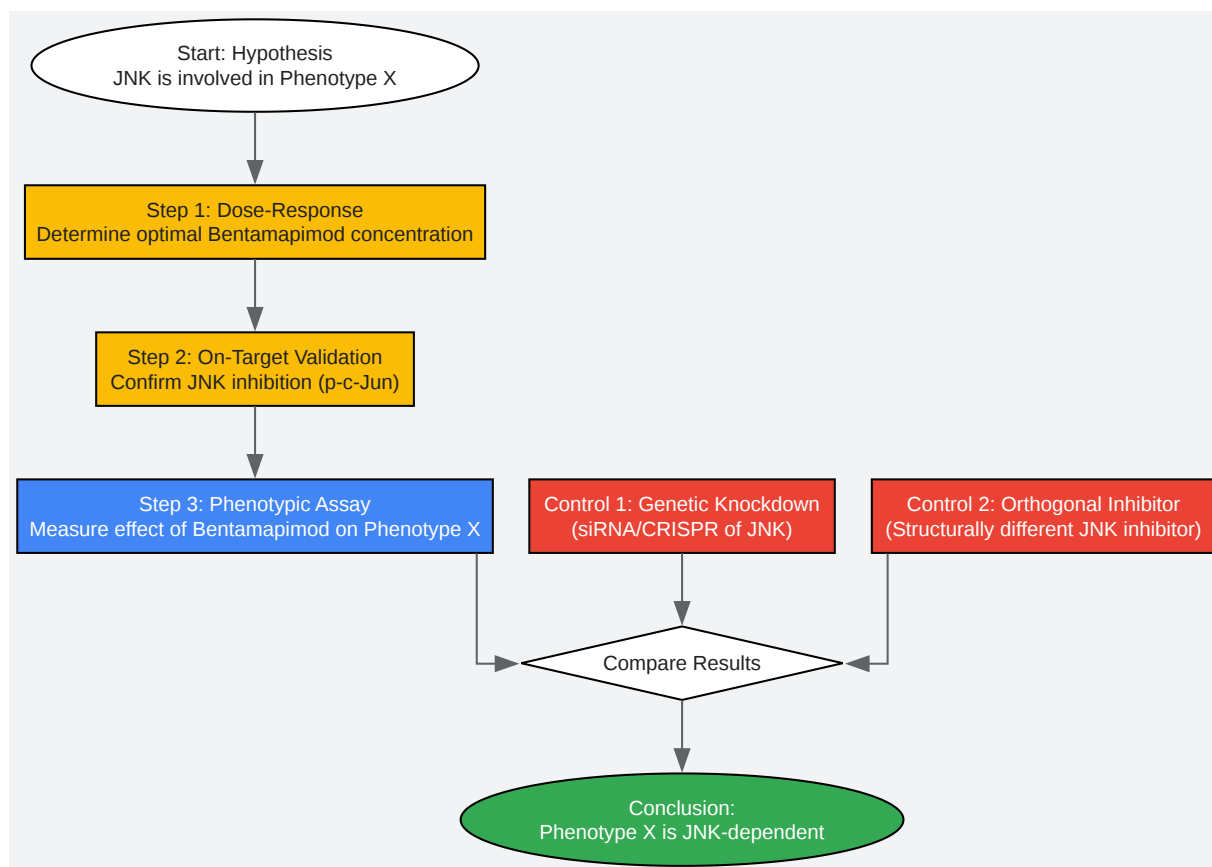 Start: Hypothesis
JNK is involved in Phenotype X
Step 1: Dose-Response
Determine optimal Bentamapimod concentration
Step 2: On-Target Validation
Confirm JNK inhibition (p-c-Jun)
Step 3: Phenotypic Assay
Measure effect of Bentamapimod on Phenotype X
Control 1: Genetic Knockdown
(siRNA/CRISPR of JNK)
Control 2: Orthogonal Inhibitor
(Structurally different JNK inhibitor)
Compare Results
Conclusion:
Phenotype X is JNK-dependent